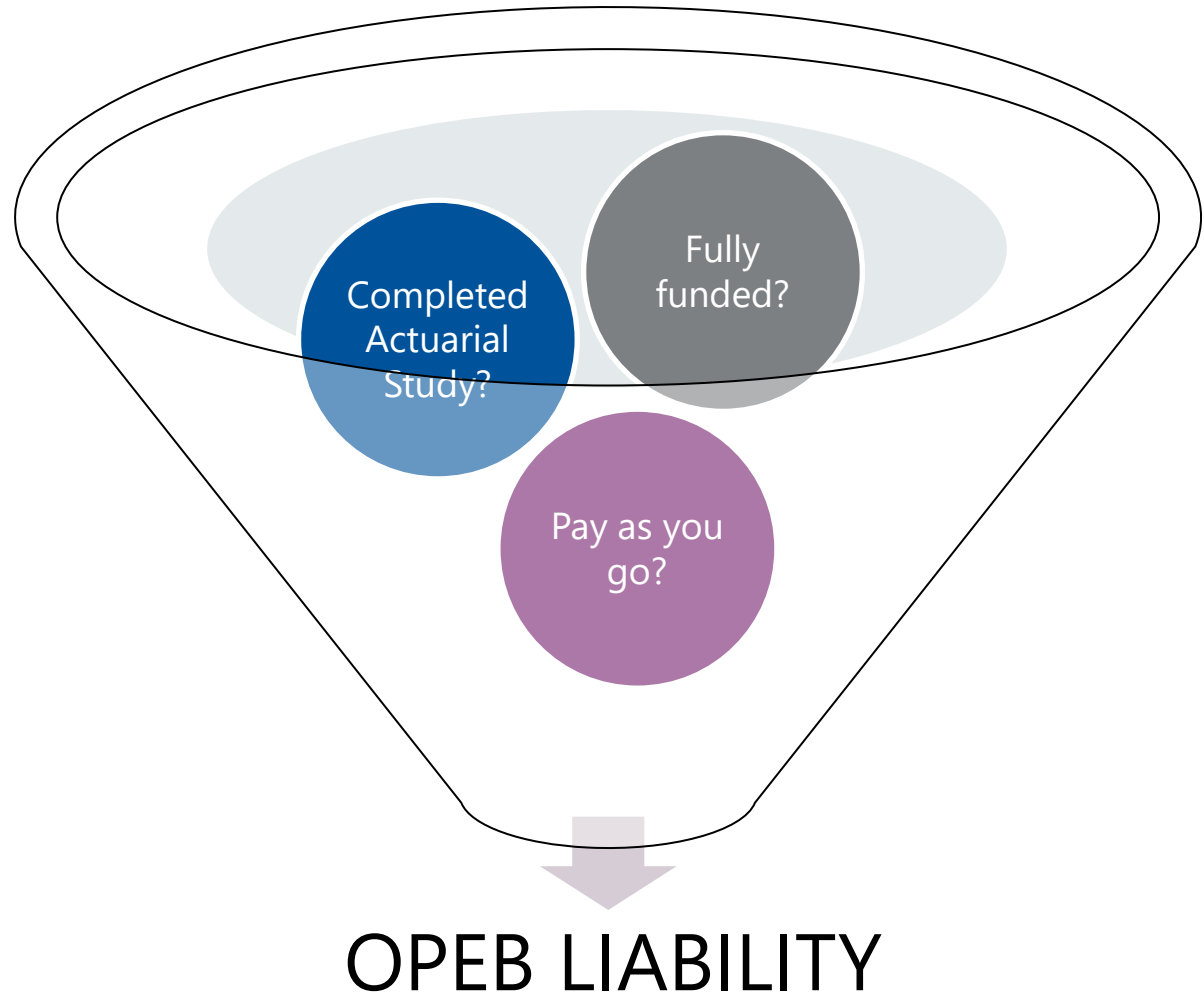 Fully
funded?
Completed
Actuarial
Study?
Pay as you
go?
OPEB LIABILITY